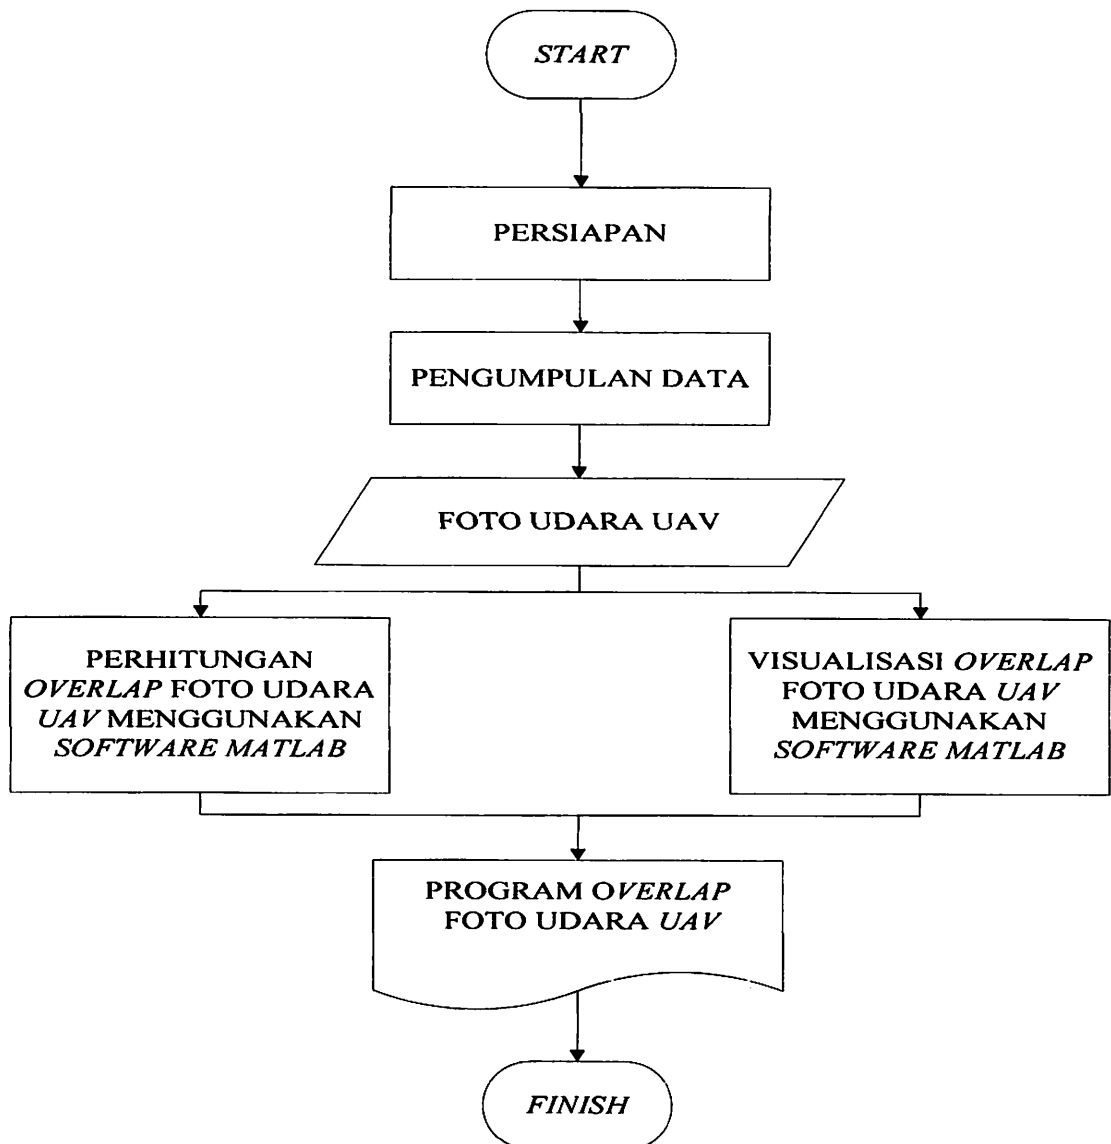 START
PERSIAPAN
PENGUMPULAN DATA
FOTO UDARA UAV
PERHITUNGAN
OVERLAP FOTO UDARA
UAV MENGGUNAKAN
SOFTWARE MATLAB
VISUALISASI OVERLAP
FOTO UDARA UAV
MENGGUNAKAN
SOFTWARE MATLAB
PROGRAM OVERLAP
FOTO UDARA UAV
FINISH